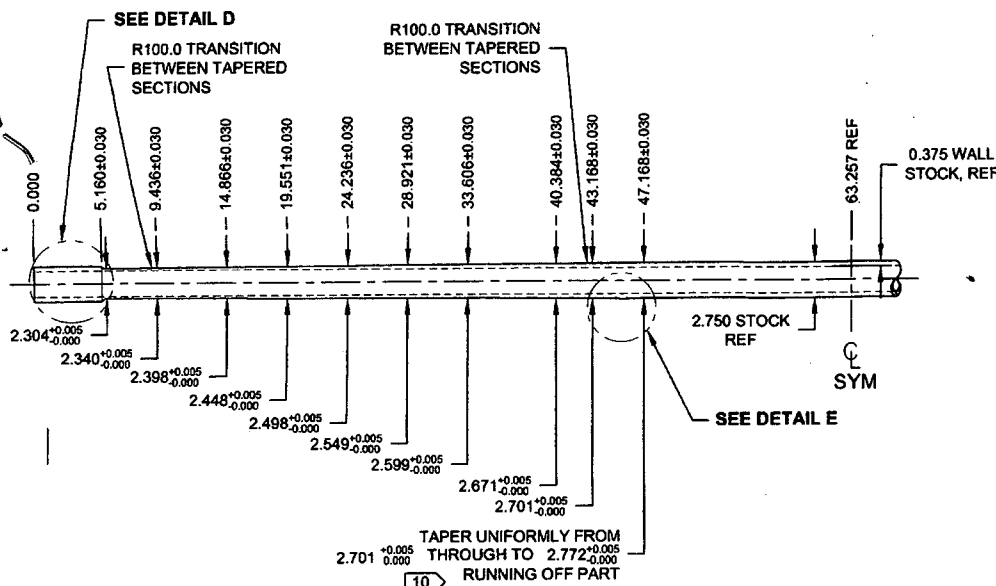 SEE DETAIL D
R100.0 TRANSITION
BETWEEN TAPERED
SECTIONS
R100.0 TRANSITION
BETWEEN TAPERED
SECTIONS
0.000
5.160±0.030
9.436±0.030
14.866±0.030
19.551±0.030
24.236±0.030
28.921±0.030
33.606±0.030
40.384±0.030
43.168±0.030
47.168±0.030
63.257 REF
0.375 WALL
STOCK, REF
2.304 +0.005 -0.000
2.340 +0.005 -0.000
2.398 +0.005 -0.000
2.448 +0.005 -0.000
2.498 +0.005 -0.000
2.549 +0.005 -0.000
2.599 +0.005 -0.000
2.671 +0.005 -0.000
2.701 +0.005 -0.000
2.750 STOCK
REF
CL
SYM
SEE DETAIL E
TAPER UNIFORMLY FROM
2.701 +0.005 0.000 THROUGH TO 2.772 +0.005 -0.000
10 RUNNING OFF PART